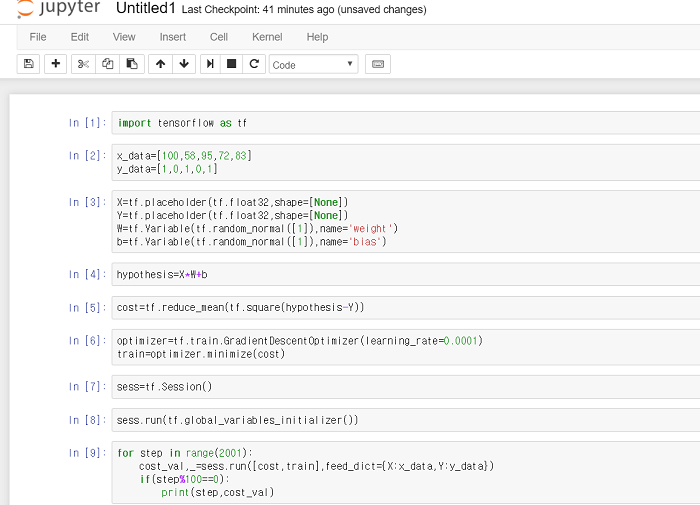 jupyter Untitled1 Last Checkpoint: 41 minutes ago (unsaved changes)
File Edit View Insert Cell Kernel Help
Code
In [1]: import tensorflow as tf
In [2]: x_data=[100,58,95,72,83]
y_data=[1,0,1,0,1]
In [3]: X=tf.placeholder(tf.float32,shape=[None])
Y=tf.placeholder(tf.float32,shape=[None])
W=tf.Variable(tf.random_normal([1]),name='weight')
b=tf.Variable(tf.random_normal([1]),name='bias')
In [4]: hypothesis=X*W+b
In [5]: cost=tf.reduce_mean(tf.square(hypothesis-Y))
In [6]: optimizer=tf.train.GradientDescentOptimizer(learning_rate=0.0001)
train=optimizer.minimize(cost)
In [7]: sess=tf.Session()
In [8]: sess.run(tf.global_variables_initializer())
In [9]: for step in range(2001):
cost_val,_=sess.run([cost,train],feed_dict={X:x_data,Y:y_data})
if(step%100==0):
print(step,cost_val)